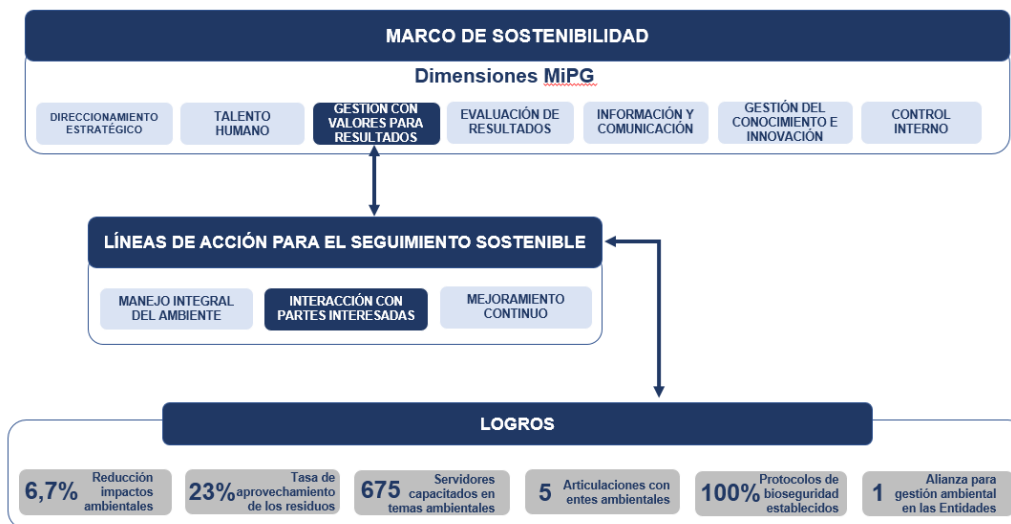 MARCO DE SOSTENIBILIDAD
Dimensiones MiPG
DIRECCIONAMIENTO
ESTRATÉGICO
TALENTO
HUMANO
GESTIÓN CON
VALORES PARA
RESULTADOS
EVALUACIÓN DE
RESULTADOS
INFORMACIÓN Y
COMUNICACIÓN
GESTIÓN DEL
CONOCIMIENTO E
INNOVACIÓN
CONTROL
INTERNO
LÍNEAS DE ACCIÓN PARA EL SEGUIMIENTO SOSTENIBLE
MANEJO INTEGRAL
DEL AMBIENTE
INTERACCIÓN CON
PARTES INTERESADAS
MEJORAMIENTO
CONTINUO
LOGROS
6,7%
Reducción
impactos
ambientales
23%
Tasa de
aprovechamiento
de los residuos
675
Servidores
capacitados en
temas ambientales
5
Articulaciones con
entes ambientales
100%
Protocolos de
bioseguridad
establecidos
1
Alianza para
gestión ambiental
en las Entidades